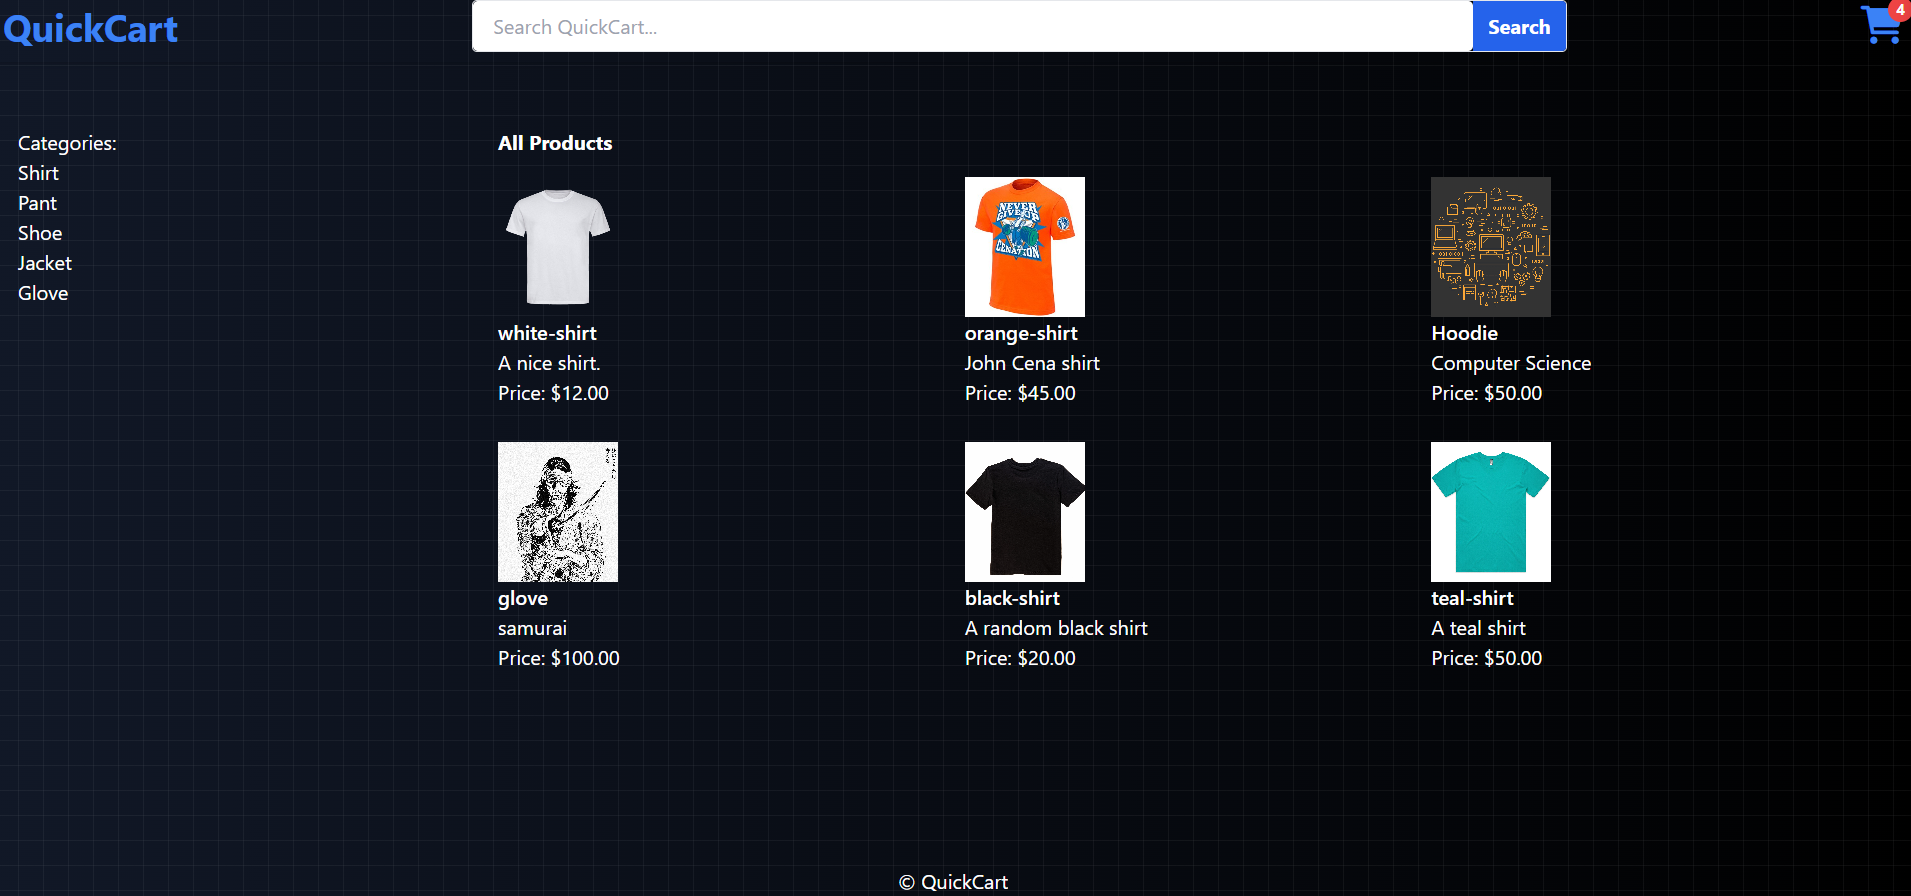 QuickCart
Search QuickCart...
Search
4
Categories:
Shirt
Pant
Shoe
Jacket
Glove
All Products
NEVER
GIVE UP
CENATION
white-shirt
A nice shirt.
Price: $12.00
orange-shirt
John Cena shirt
Price: $45.00
Hoodie
Computer Science
Price: $50.00
glove
samurai
Price: $100.00
black-shirt
A random black shirt
Price: $20.00
teal-shirt
A teal shirt
Price: $50.00
© QuickCart